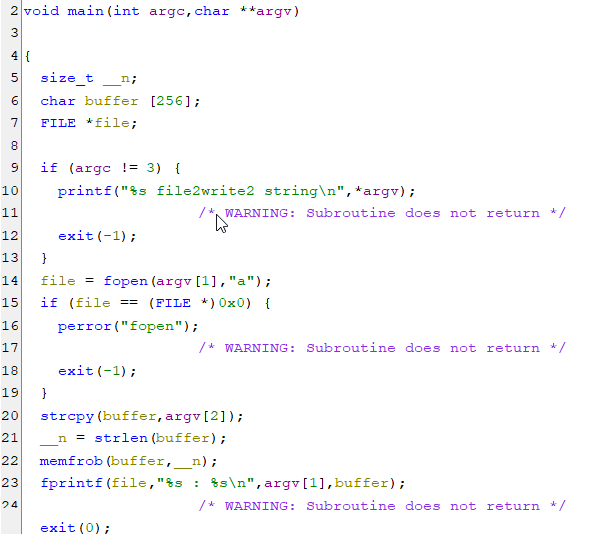 2 void main(int argc,char **argv)
3
4 {
5 size_t __n;
6 char buffer [256];
7 FILE *file;
8
9 if (argc != 3) {
10 printf("%s file2write2 string\n",*argv);
11 /* WARNING: Subroutine does not return */
12 exit(-1);
13 }
14 file = fopen(argv[1],"a");
15 if (file == (FILE *)0x0) {
16 perror("fopen");
17 /* WARNING: Subroutine does not return */
18 exit(-1);
19 }
20 strcpy(buffer,argv[2]);
21 __n = strlen(buffer);
22 memfrob(buffer,__n);
23 fprintf(file,"%s : %s\n",argv[1],buffer);
24 /* WARNING: Subroutine does not return */
exit(0);